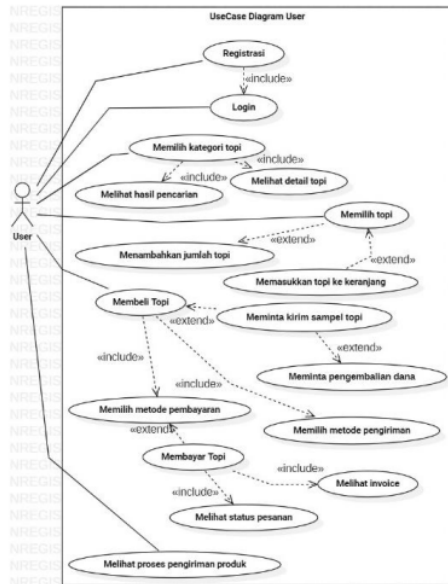 UseCase Diagram User
Registrasi
«include»
Login
Memilih kategori topi
«include»
«include»
Melihat detail topi
Melihat hasil pencarian
Memilih topi
User
«extend»
Menambahkan jumlah topi
«extend»
Memasukkan topi ke keranjang
Membeli Topi
«extend»
Meminta kirim sampel topi
«extend»
«include»
Meminta pengembalian dana
«include»
Memilih metode pembayaran
«extend»
Memilih metode pengiriman
Membayar Topi
«include»
Melihat invoice
«include»
Melihat status pesanan
Melihat proses pengiriman produk